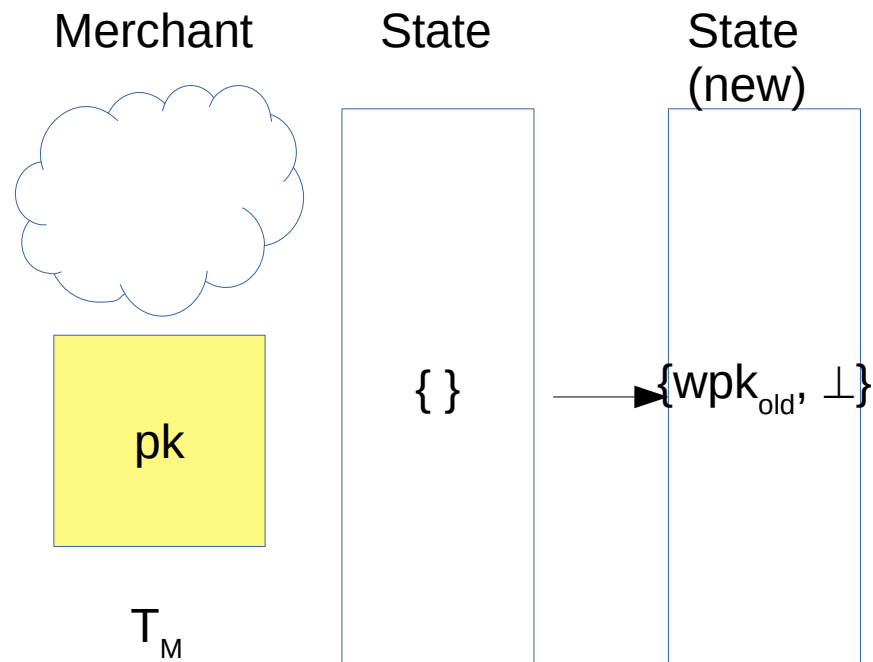 Merchant
State
State
(new)
{ }
{wpk_old, ⊥}
pk
T_M